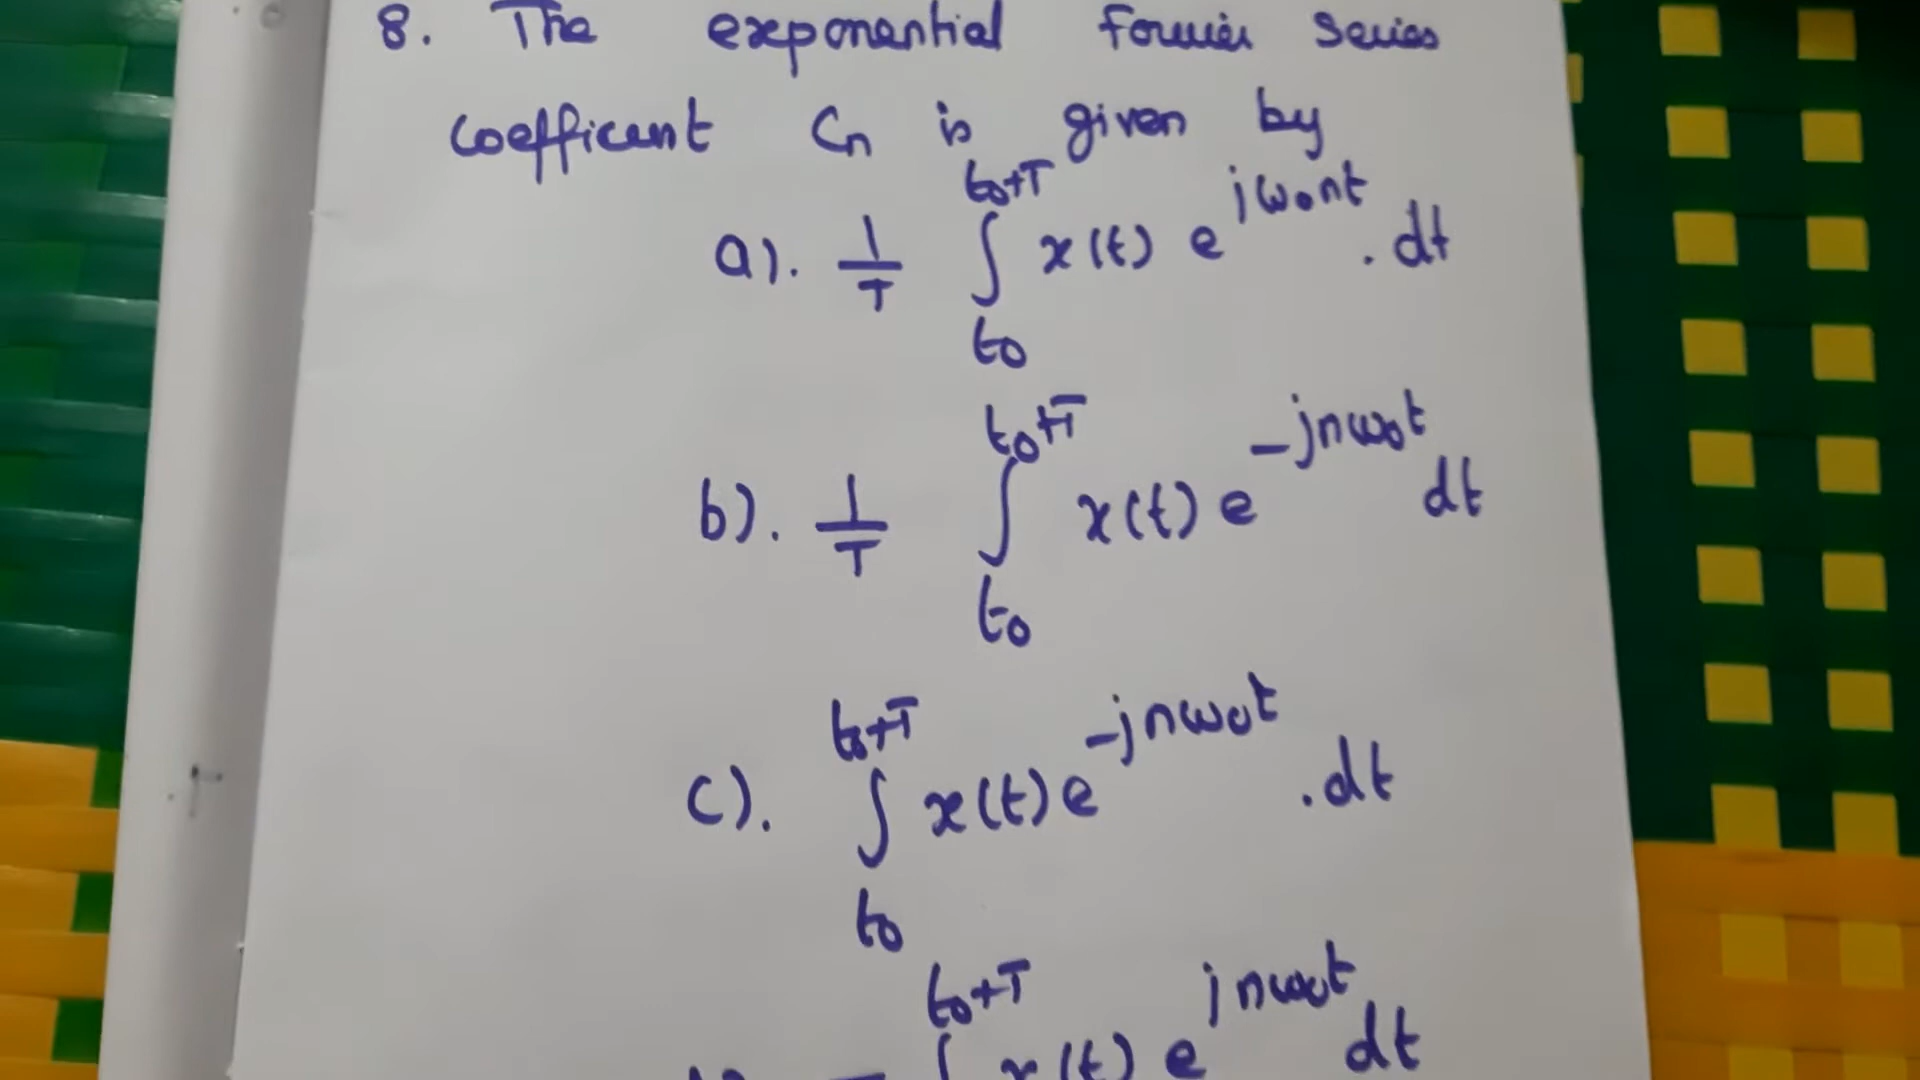 8. The exponential Fourier Series
coefficent Cn is given by
a). 1/T ∫_{t0}^{t0+T} x(t) e^{jω0nt} . dt
b). 1/T ∫_{t0}^{t0+T} x(t) e^{-jnω0t} dt
c). ∫_{t0}^{t0+T} x(t) e^{-jnω0t} . dt
∫^{t0+T} x(t) e^{jnω0t} dt